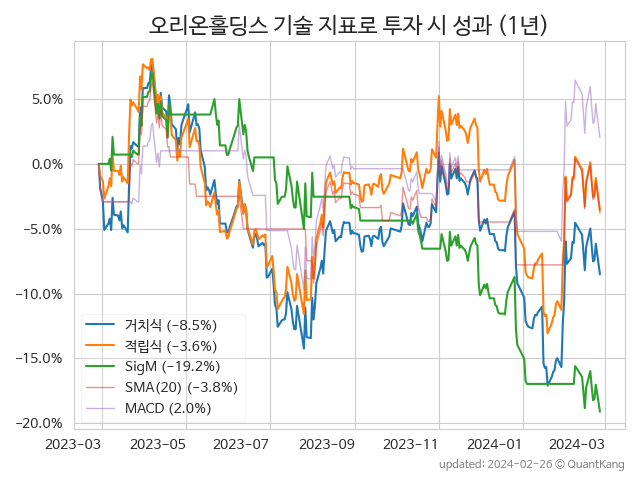 오리온홀딩스 기술 지표로 투자 시 성과 (1년)
5.0%
0.0%
−5.0%
−10.0%
−15.0%
−20.0%
거치식 (−8.5%)
적립식 (−3.6%)
SigM (−19.2%)
SMA(20) (−3.8%)
MACD (2.0%)
2023−03 2023−05 2023−07 2023−09 2023−11 2024−01 2024−03
updated: 2024−02−26 ⓒ QuantKang